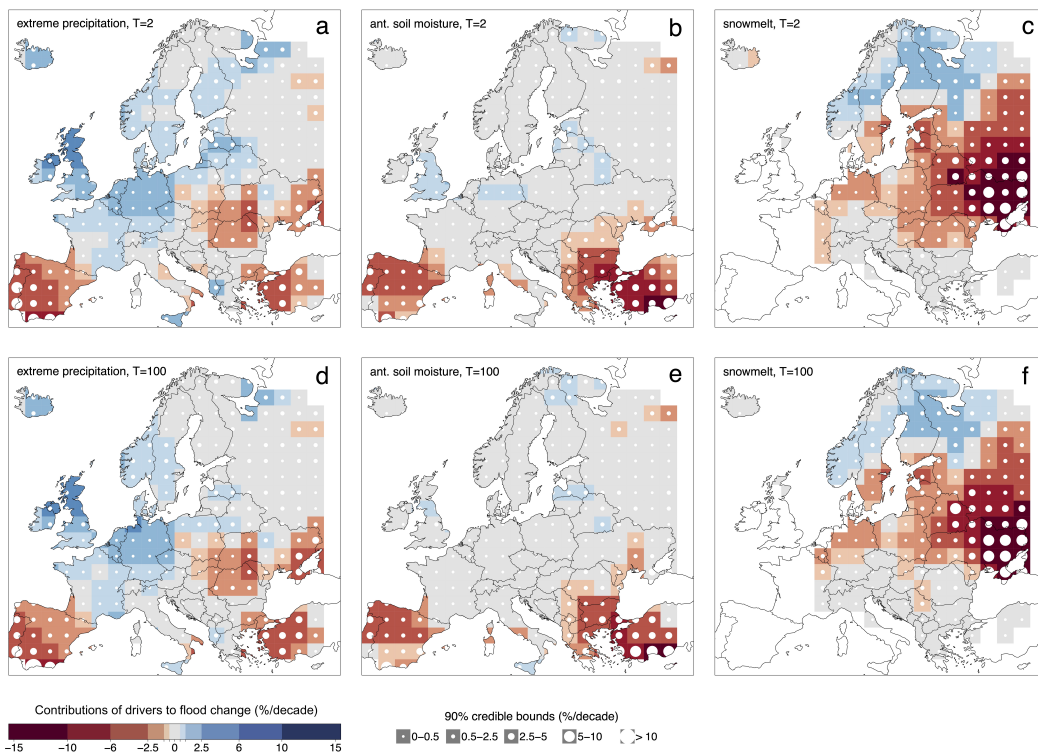 extreme precipitation, T=2 a
ant. soil moisture, T=2 b
snowmelt, T=2 c
extreme precipitation, T=100 d
ant. soil moisture, T=100 e
snowmelt, T=100 f
Contributions of drivers to flood change (%/decade)
−15 −10 −6 −2.5 0 2.5 6 10 15
90% credible bounds (%/decade)
0−0.5 0.5−2.5 2.5−5 5−10 > 10